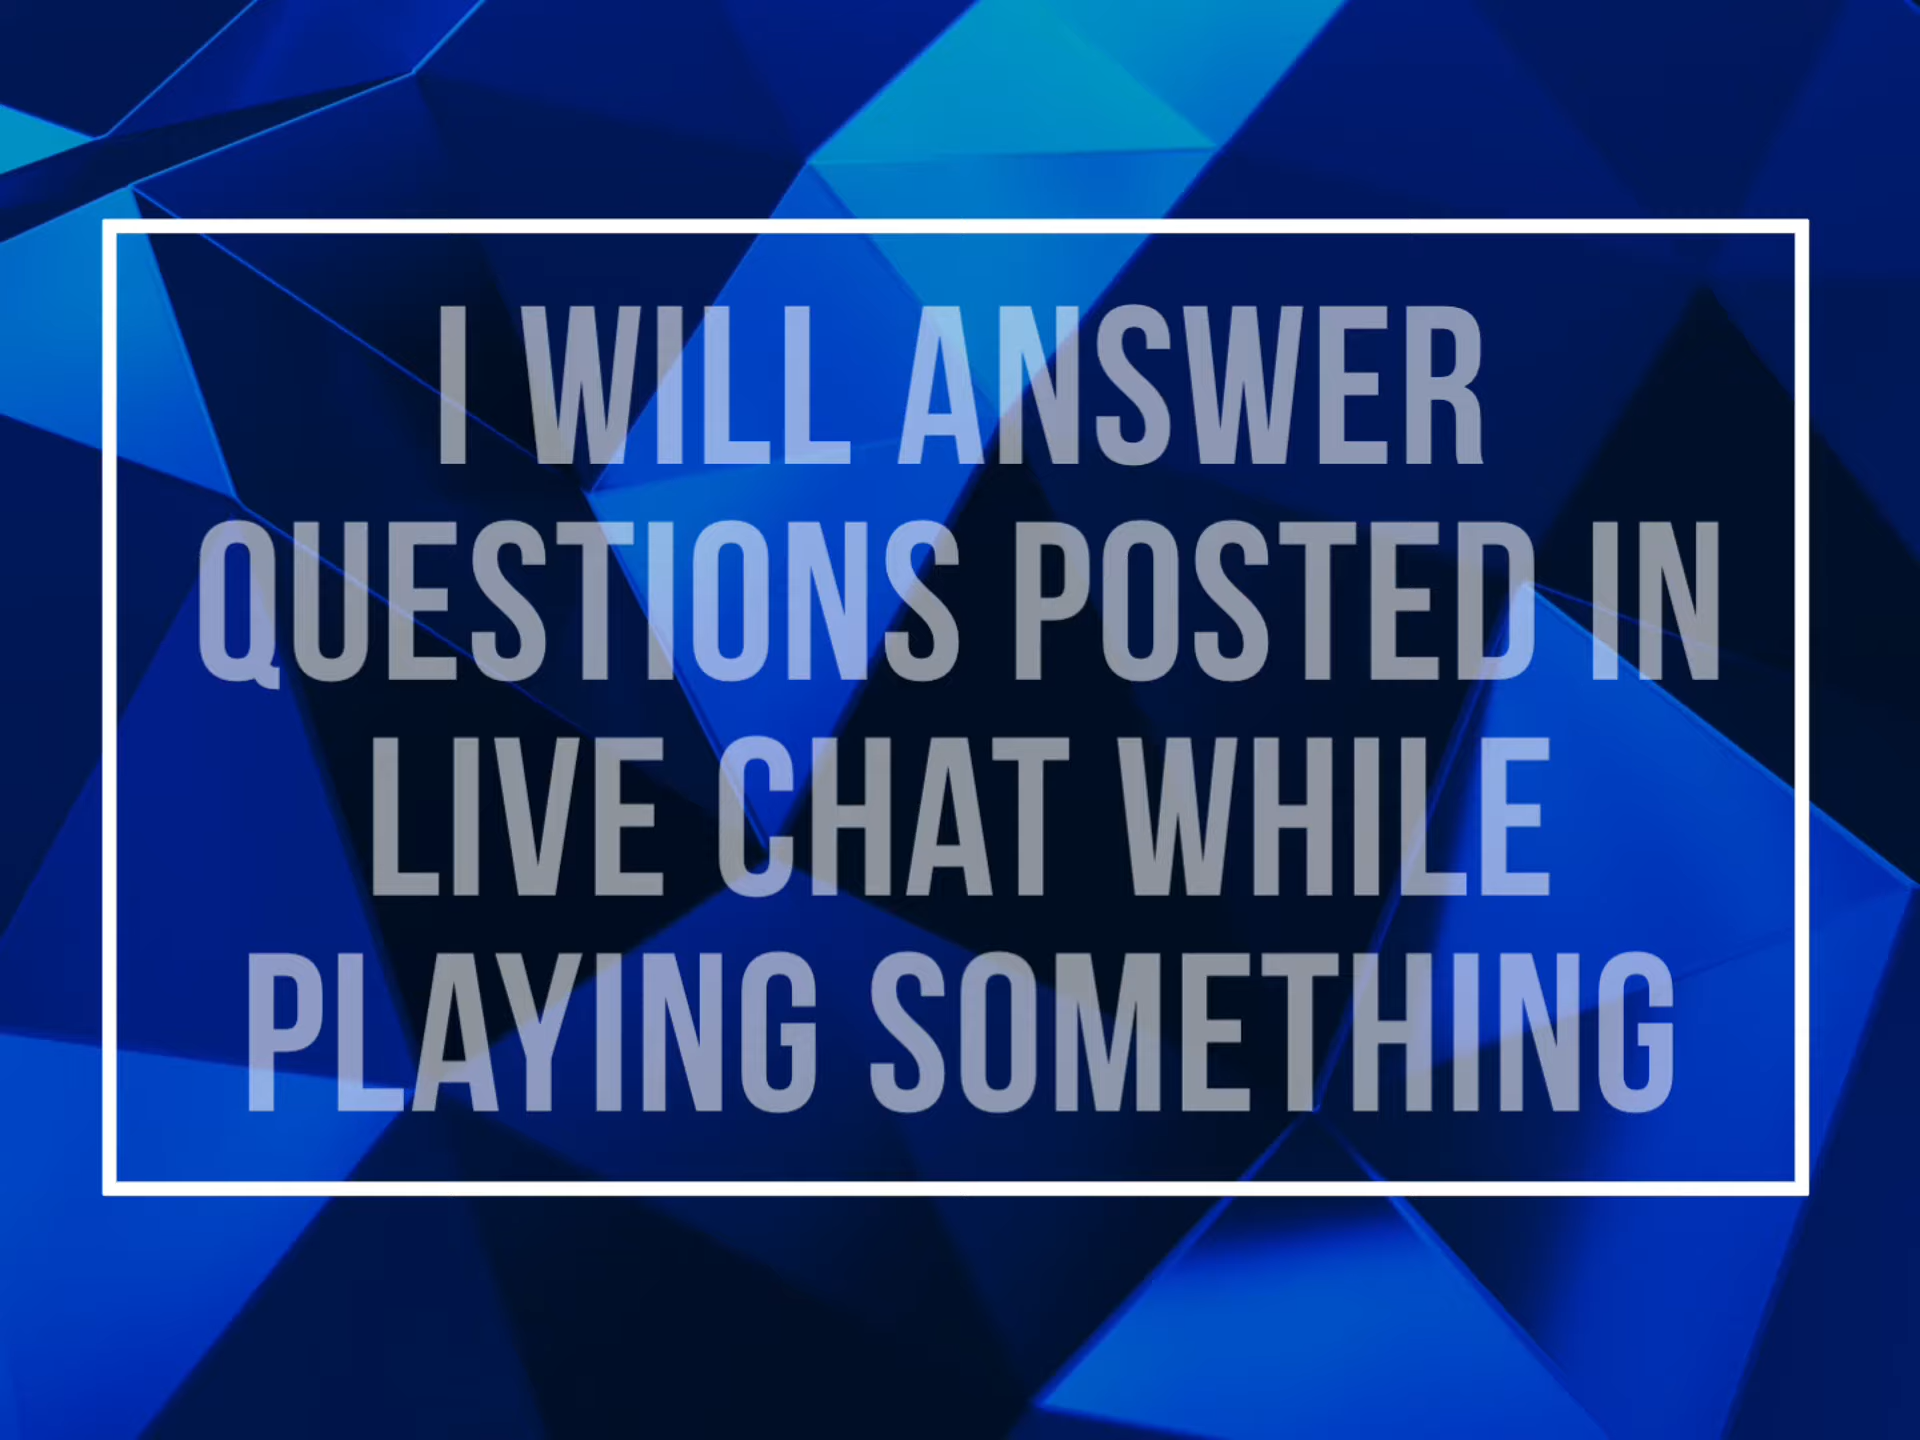 I WILL ANSWER
QUESTIONS POSTED IN
LIVE CHAT WHILE
PLAYING SOMETHING